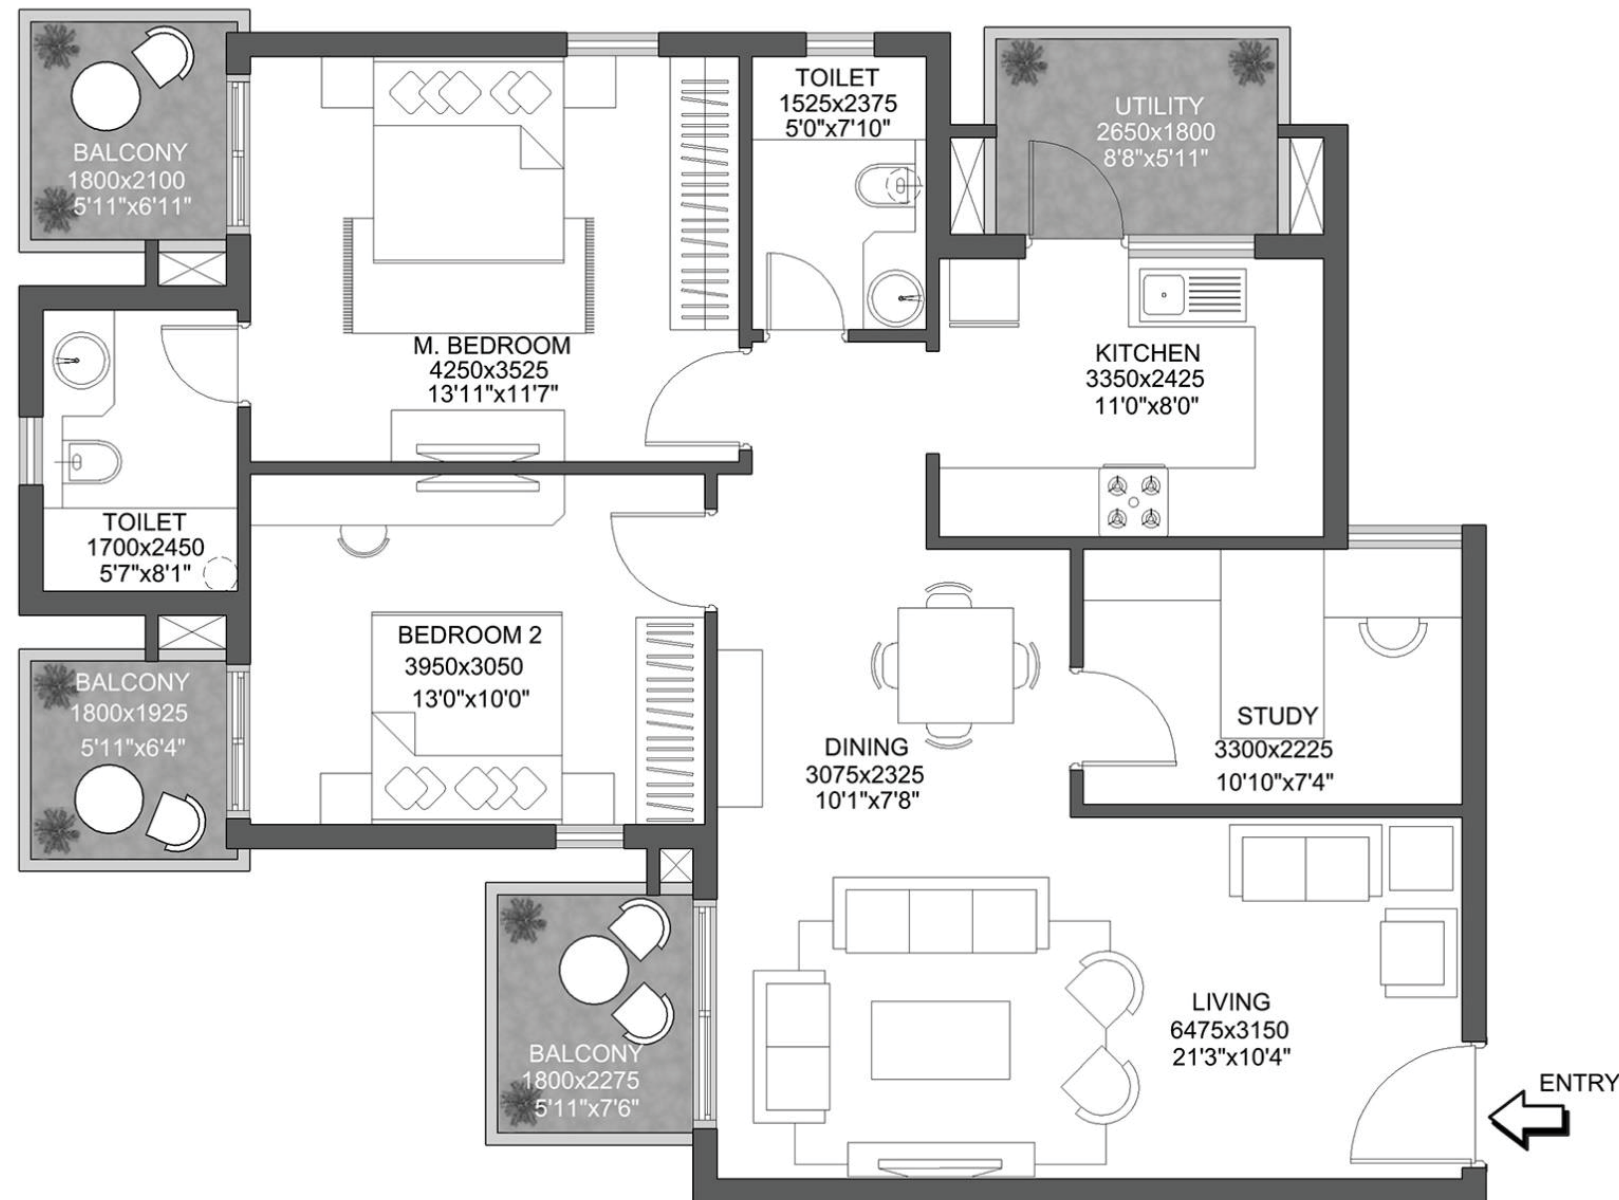 BALCONY
1800x2100
5'11"x6'11"
TOILET
1525x2375
5'0"x7'10"
UTILITY
2650x1800
8'8"x5'11"
M. BEDROOM
4250x3525
13'11"x11'7"
KITCHEN
3350x2425
11'0"x8'0"
TOILET
1700x2450
5'7"x8'1"
BEDROOM 2
3950x3050
13'0"x10'0"
BALCONY
1800x1925
5'11"x6'4"
DINING
3075x2325
10'1"x7'8"
STUDY
3300x2225
10'10"x7'4"
LIVING
6475x3150
21'3"x10'4"
BALCONY
1800x2275
5'11"x7'6"
ENTRY